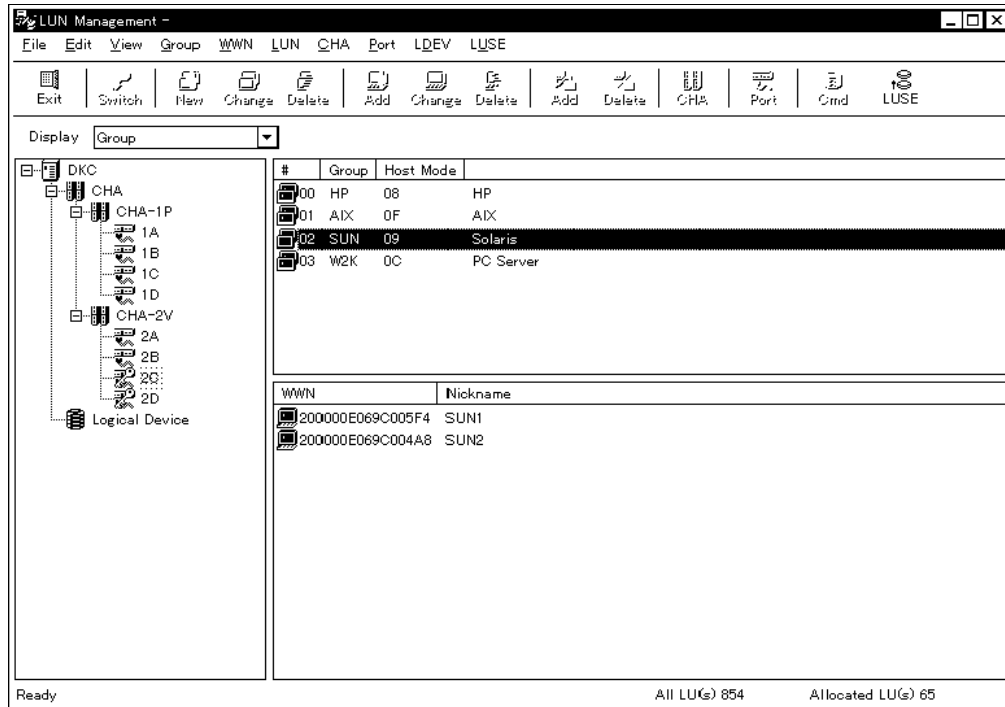 LUN Management -
File Edit View Group WWN LUN CHA Port LDEV LUSE
Exit Switch New Change Delete Add Change Delete Add Delete CHA Port Cmd LUSE
Display Group
DKC
CHA
CHA-1P
1A
1B
1C
1D
CHA-2V
2A
2B
2C
2D
Logical Device
# Group Host Mode
00 HP 08 HP
01 AIX 0F AIX
02 SUN 09 Solaris
03 W2K 0C PC Server
WWN Nickname
200000E069C005F4 SUN1
200000E069C004A8 SUN2
Ready All LU(s) 854 Allocated LU(s) 65